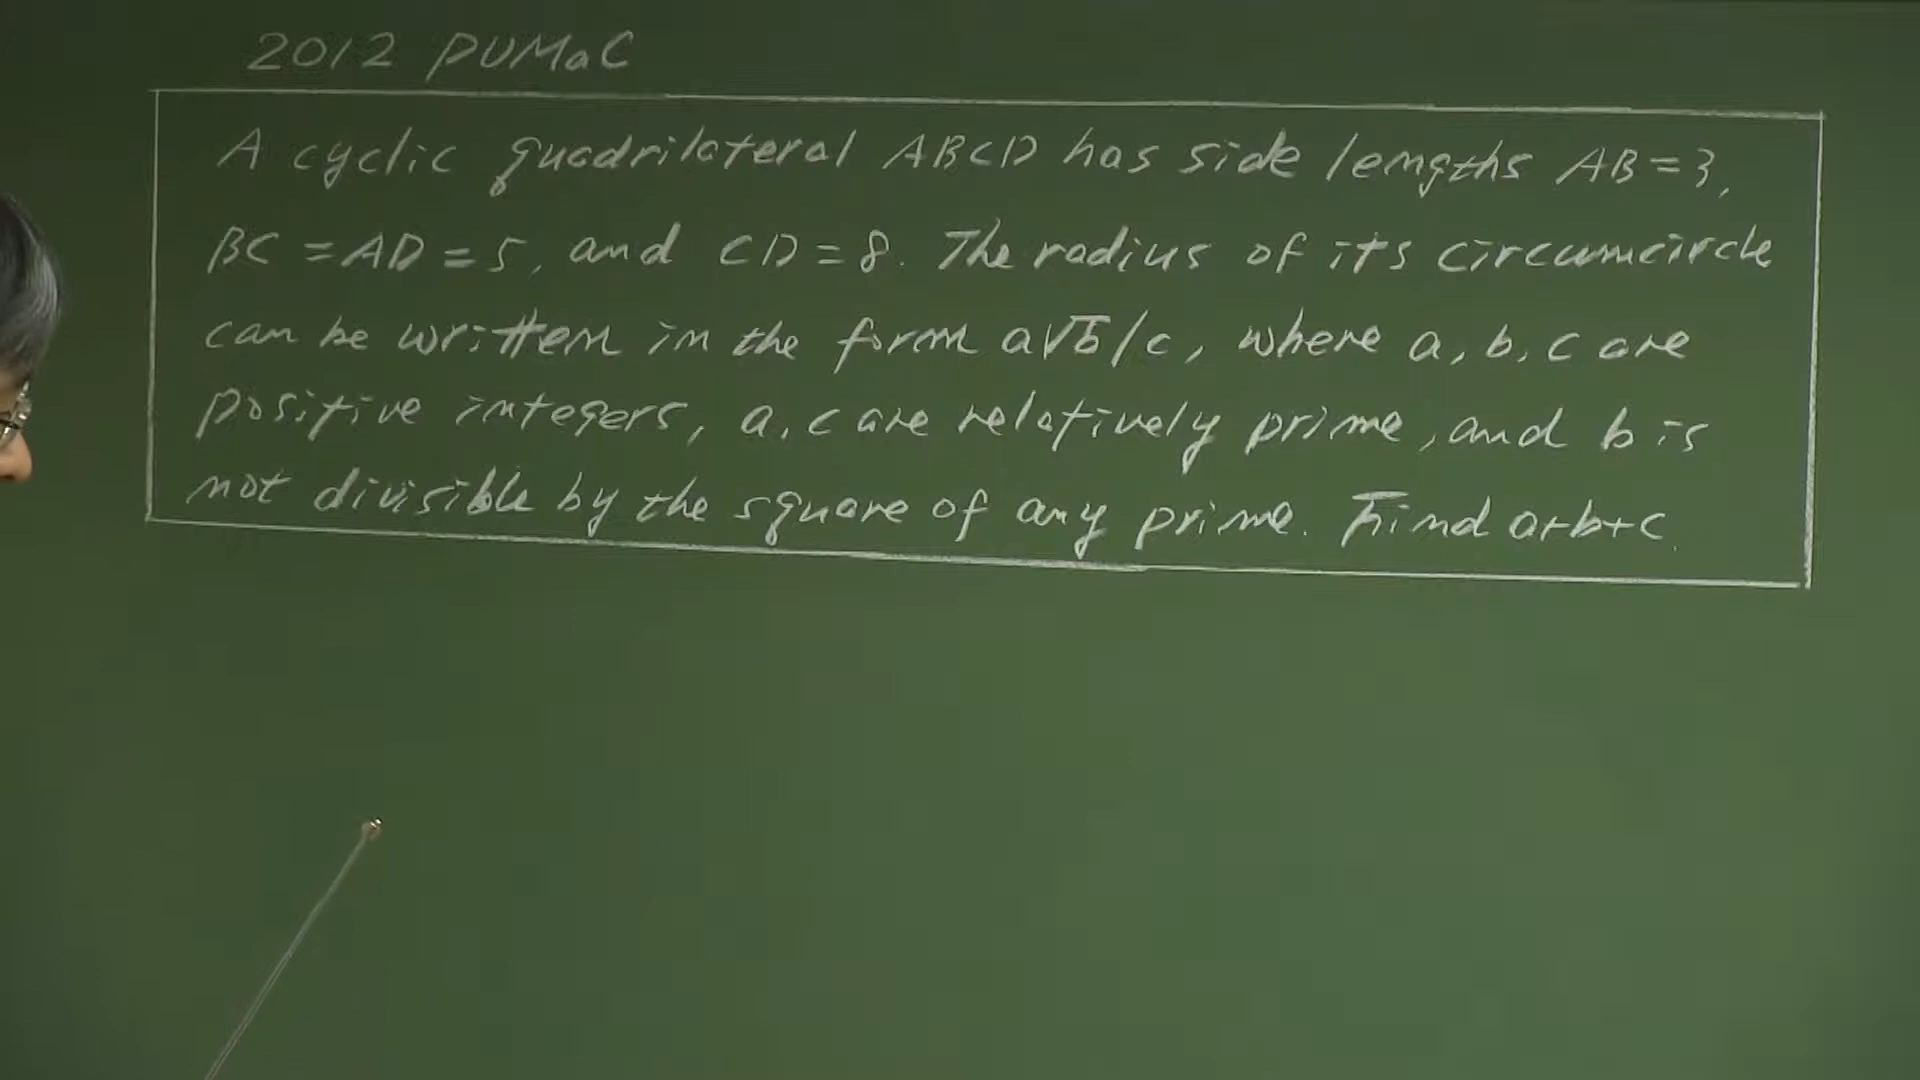 2012 PUMaC
A cyclic quadrilateral ABCD has side lengths AB=3,
BC=AD=5, and CD=8. The radius of its circumcircle
can be written in the form a√b/c, where a, b, c are
positive integers, a, c are relatively prime, and b is
not divisible by the square of any prime. Find a+b+c.